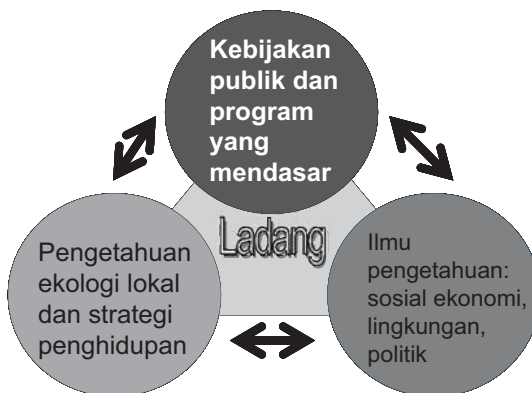 Kebijakan
publik dan
program
yang
mendasar
Ladang
Pengetahuan
ekologi lokal
dan strategi
penghidupan
Ilmu
pengetahuan:
sosial ekonomi,
lingkungan,
politik